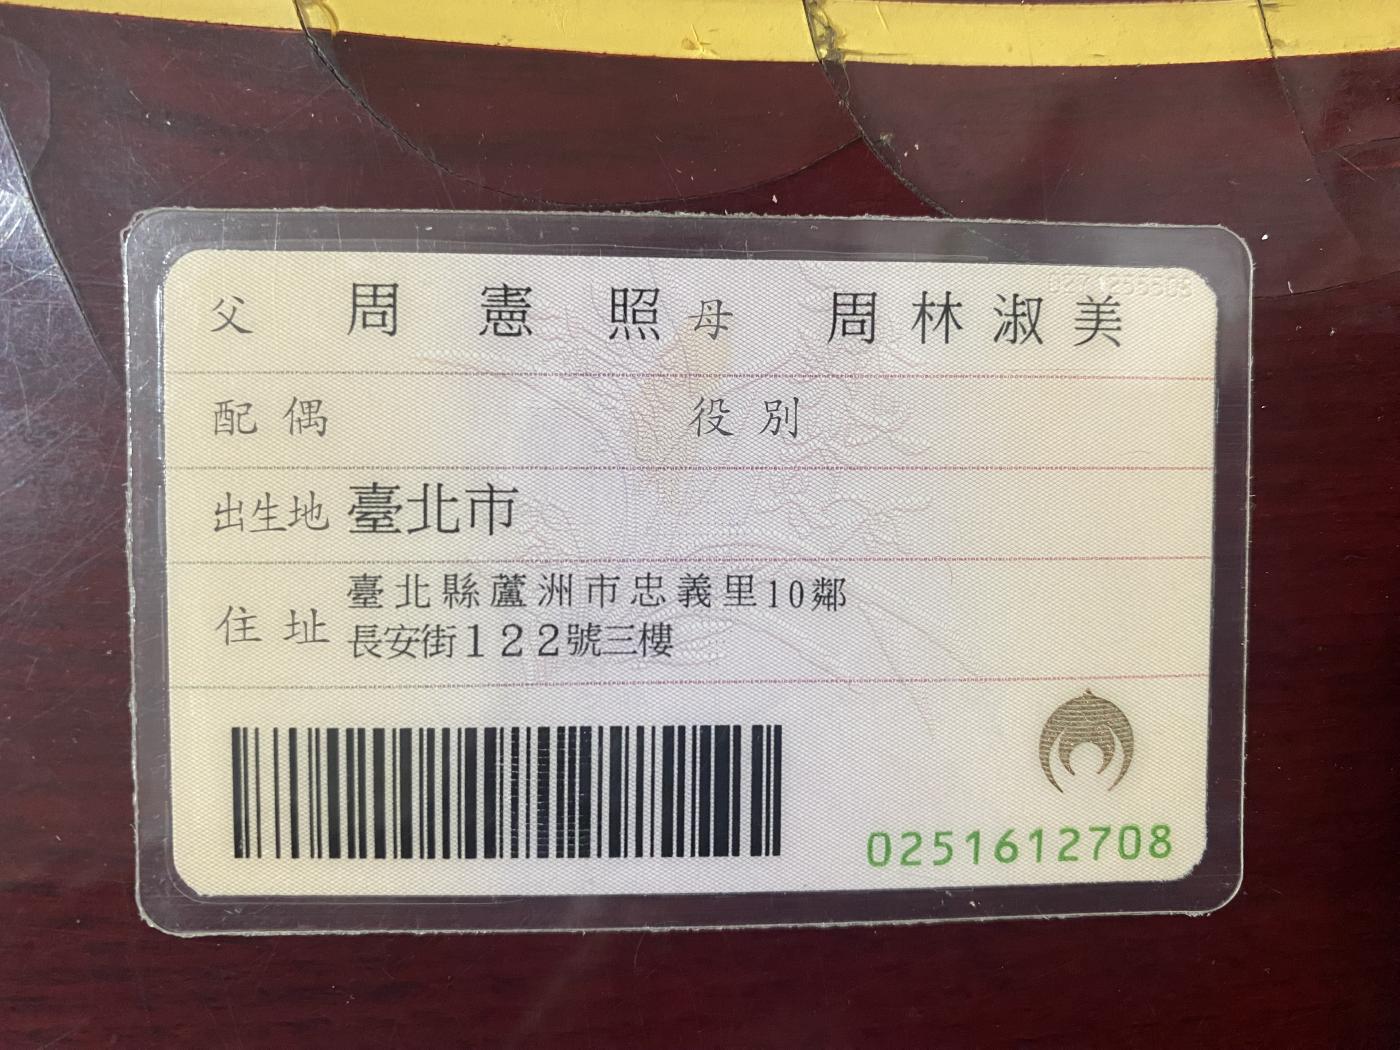 父 周憲照 母 周林淑美
配偶 役別
出生地 臺北市
住址 臺北縣蘆洲市忠義里10鄰
長安街122號三樓
0251612708